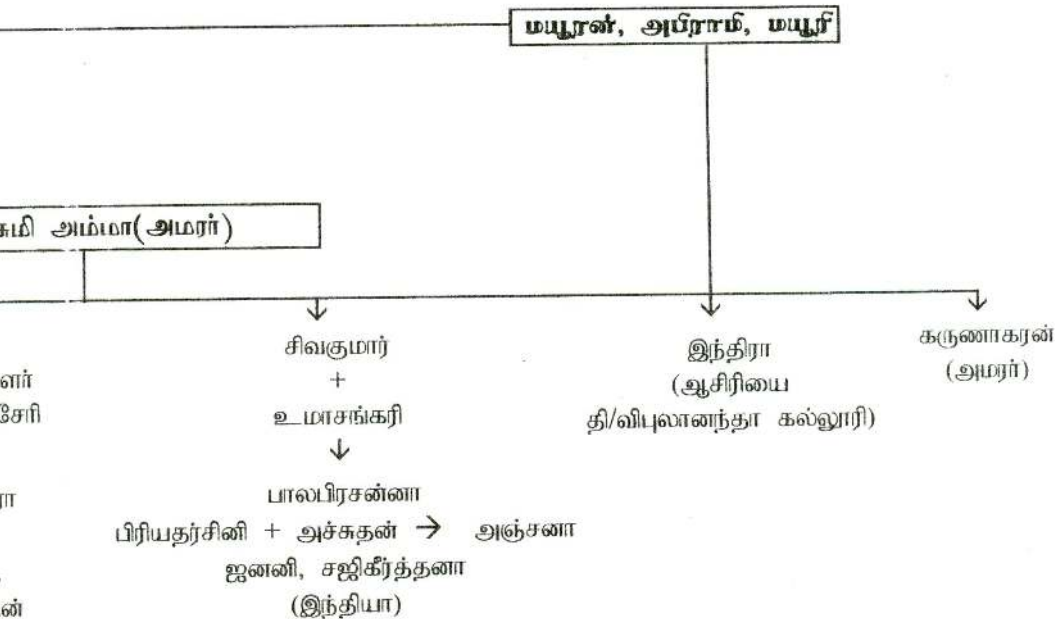 மயூரன், அபிராமி, மயூரி
அம்மா(அமரர்)
சிவகுமார்
+
உமாசங்கரி
பாலபிரசன்னா
பிரியதர்சினி + அச்சுதன் → அஞ்சனா
ஜனனி, சஜிகீர்த்தனா
(இந்தியா)
இந்திரா
(ஆசிரியை
தி/விபுலானந்தா கல்லூரி)
கருணாகரன்
(அமரர்)